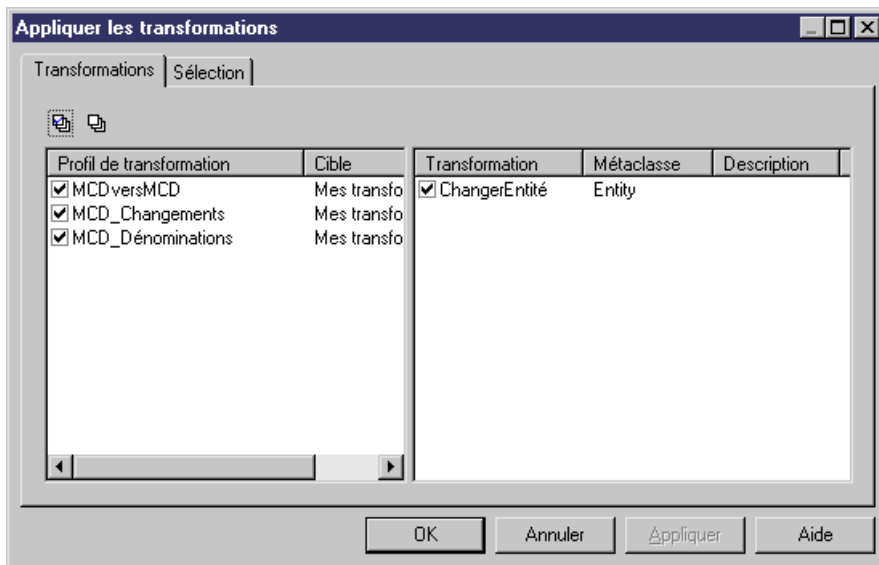 Appliquer les transformations
Transformations Sélection
Profil de transformation Cible Transformation Métaclasse Description
MCDversMCD Mes transfo ChangerEntité Entity
MCD_Changements Mes transfo
MCD_Dénominations Mes transfo
OK Annuler Appliquer Aide